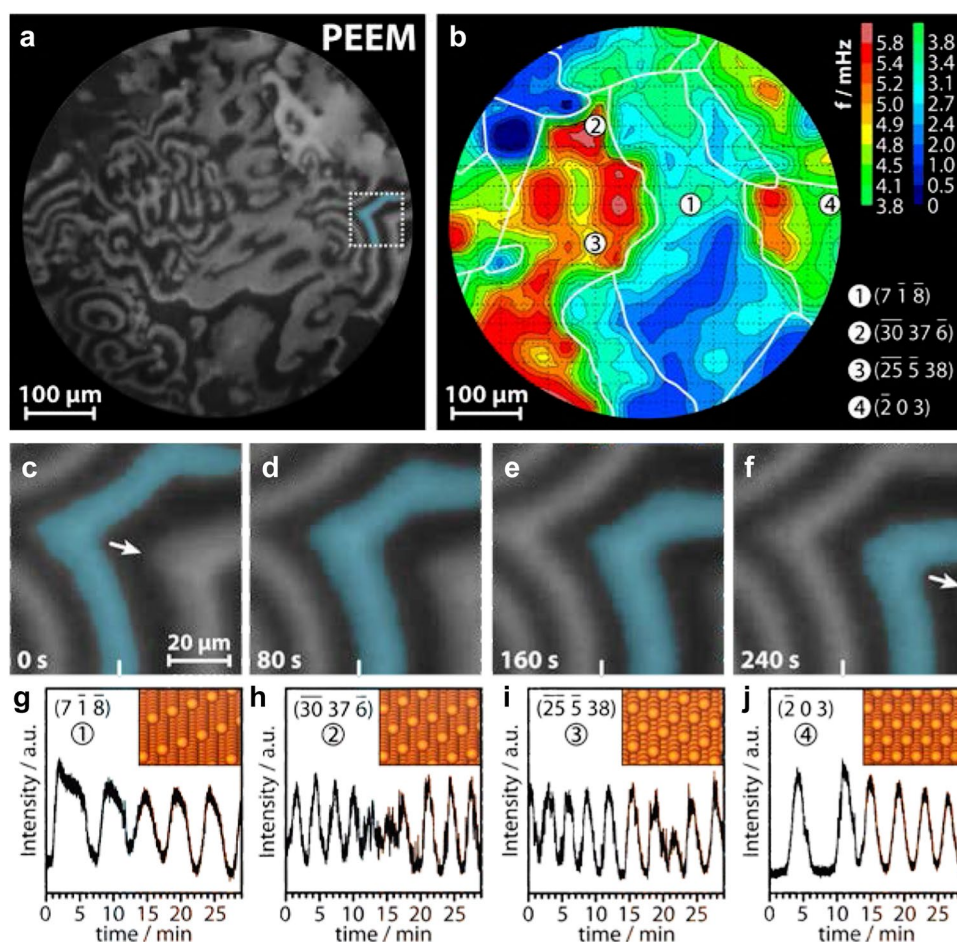 a
PEEM
100 μm
b
f / mHz
5.8
5.4
5.0
4.9
4.8
4.5
4.1
3.8
3.8
3.4
3.1
2.7
2.4
2.0
1.0
0.5
0
1
2
3
4
1 (7 1̅ 8̅)
2 (3̅0̅ 37 6̅)
3 (2̅5̅ 5̅ 38)
4 (2̅ 0 3)
100 μm
c
0 s
20 μm
d
80 s
e
160 s
f
240 s
g
(7 1̅ 8̅)
1
Intensity / a.u.
0 5 10 15 20 25
time / min
h
(3̅0̅ 37 6̅)
2
Intensity / a.u.
0 5 10 15 20 25
time / min
i
(2̅5̅ 5̅ 38)
3
Intensity / a.u.
0 5 10 15 20 25
time / min
j
(2̅ 0 3)
4
Intensity / a.u.
0 5 10 15 20 25
time / min